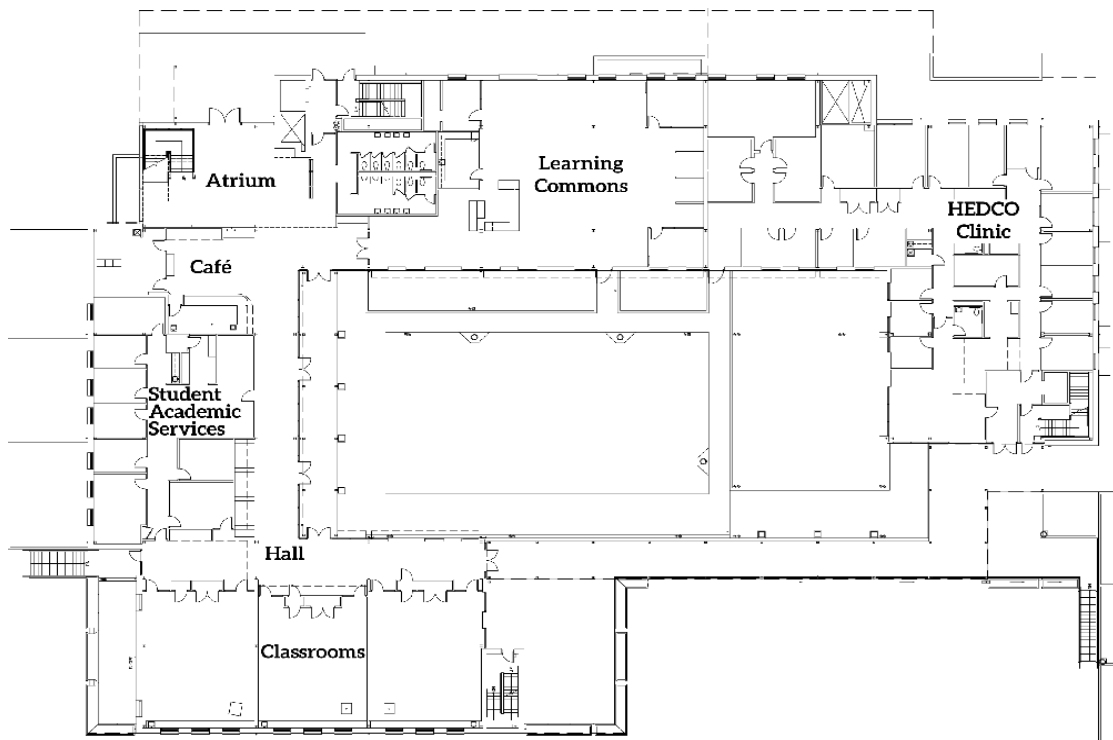 Atrium
Learning
Commons
HEDCO
Clinic
Café
Student
Academic
Services
Hall
Classrooms